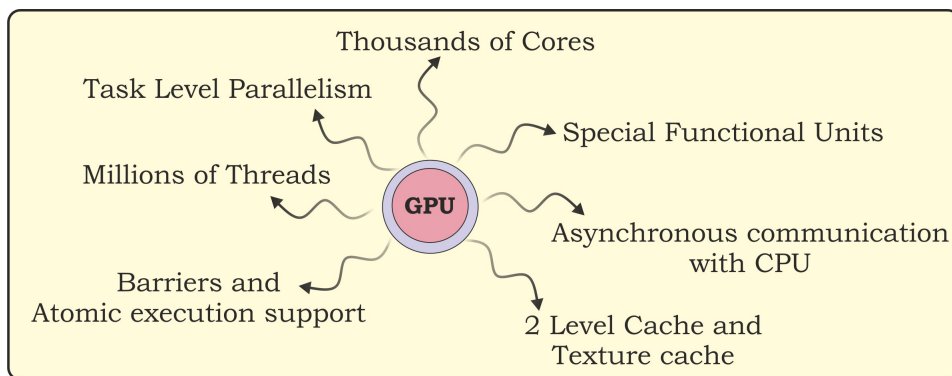 Thousands of Cores
Task Level Parallelism
Special Functional Units
Millions of Threads
GPU
Asynchronous communication
with CPU
Barriers and
Atomic execution support
2 Level Cache and
Texture cache